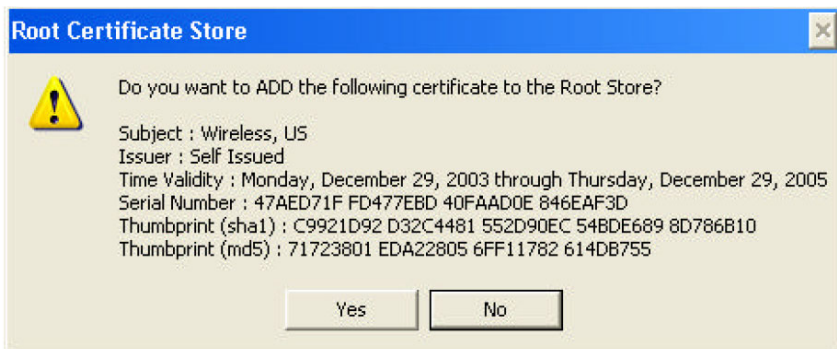 Root Certificate Store
Do you want to ADD the following certificate to the Root Store?
Subject : Wireless, US
Issuer : Self Issued
Time Validity : Monday, December 29, 2003 through Thursday, December 29, 2005
Serial Number : 47AED71F FD477EBD 40FAAD0E 846EAF3D
Thumbprint (sha1) : C9921D92 D32C4481 552D90EC 54BDE689 8D786B10
Thumbprint (md5) : 71723801 EDA22805 6FF11782 614DB755
Yes No